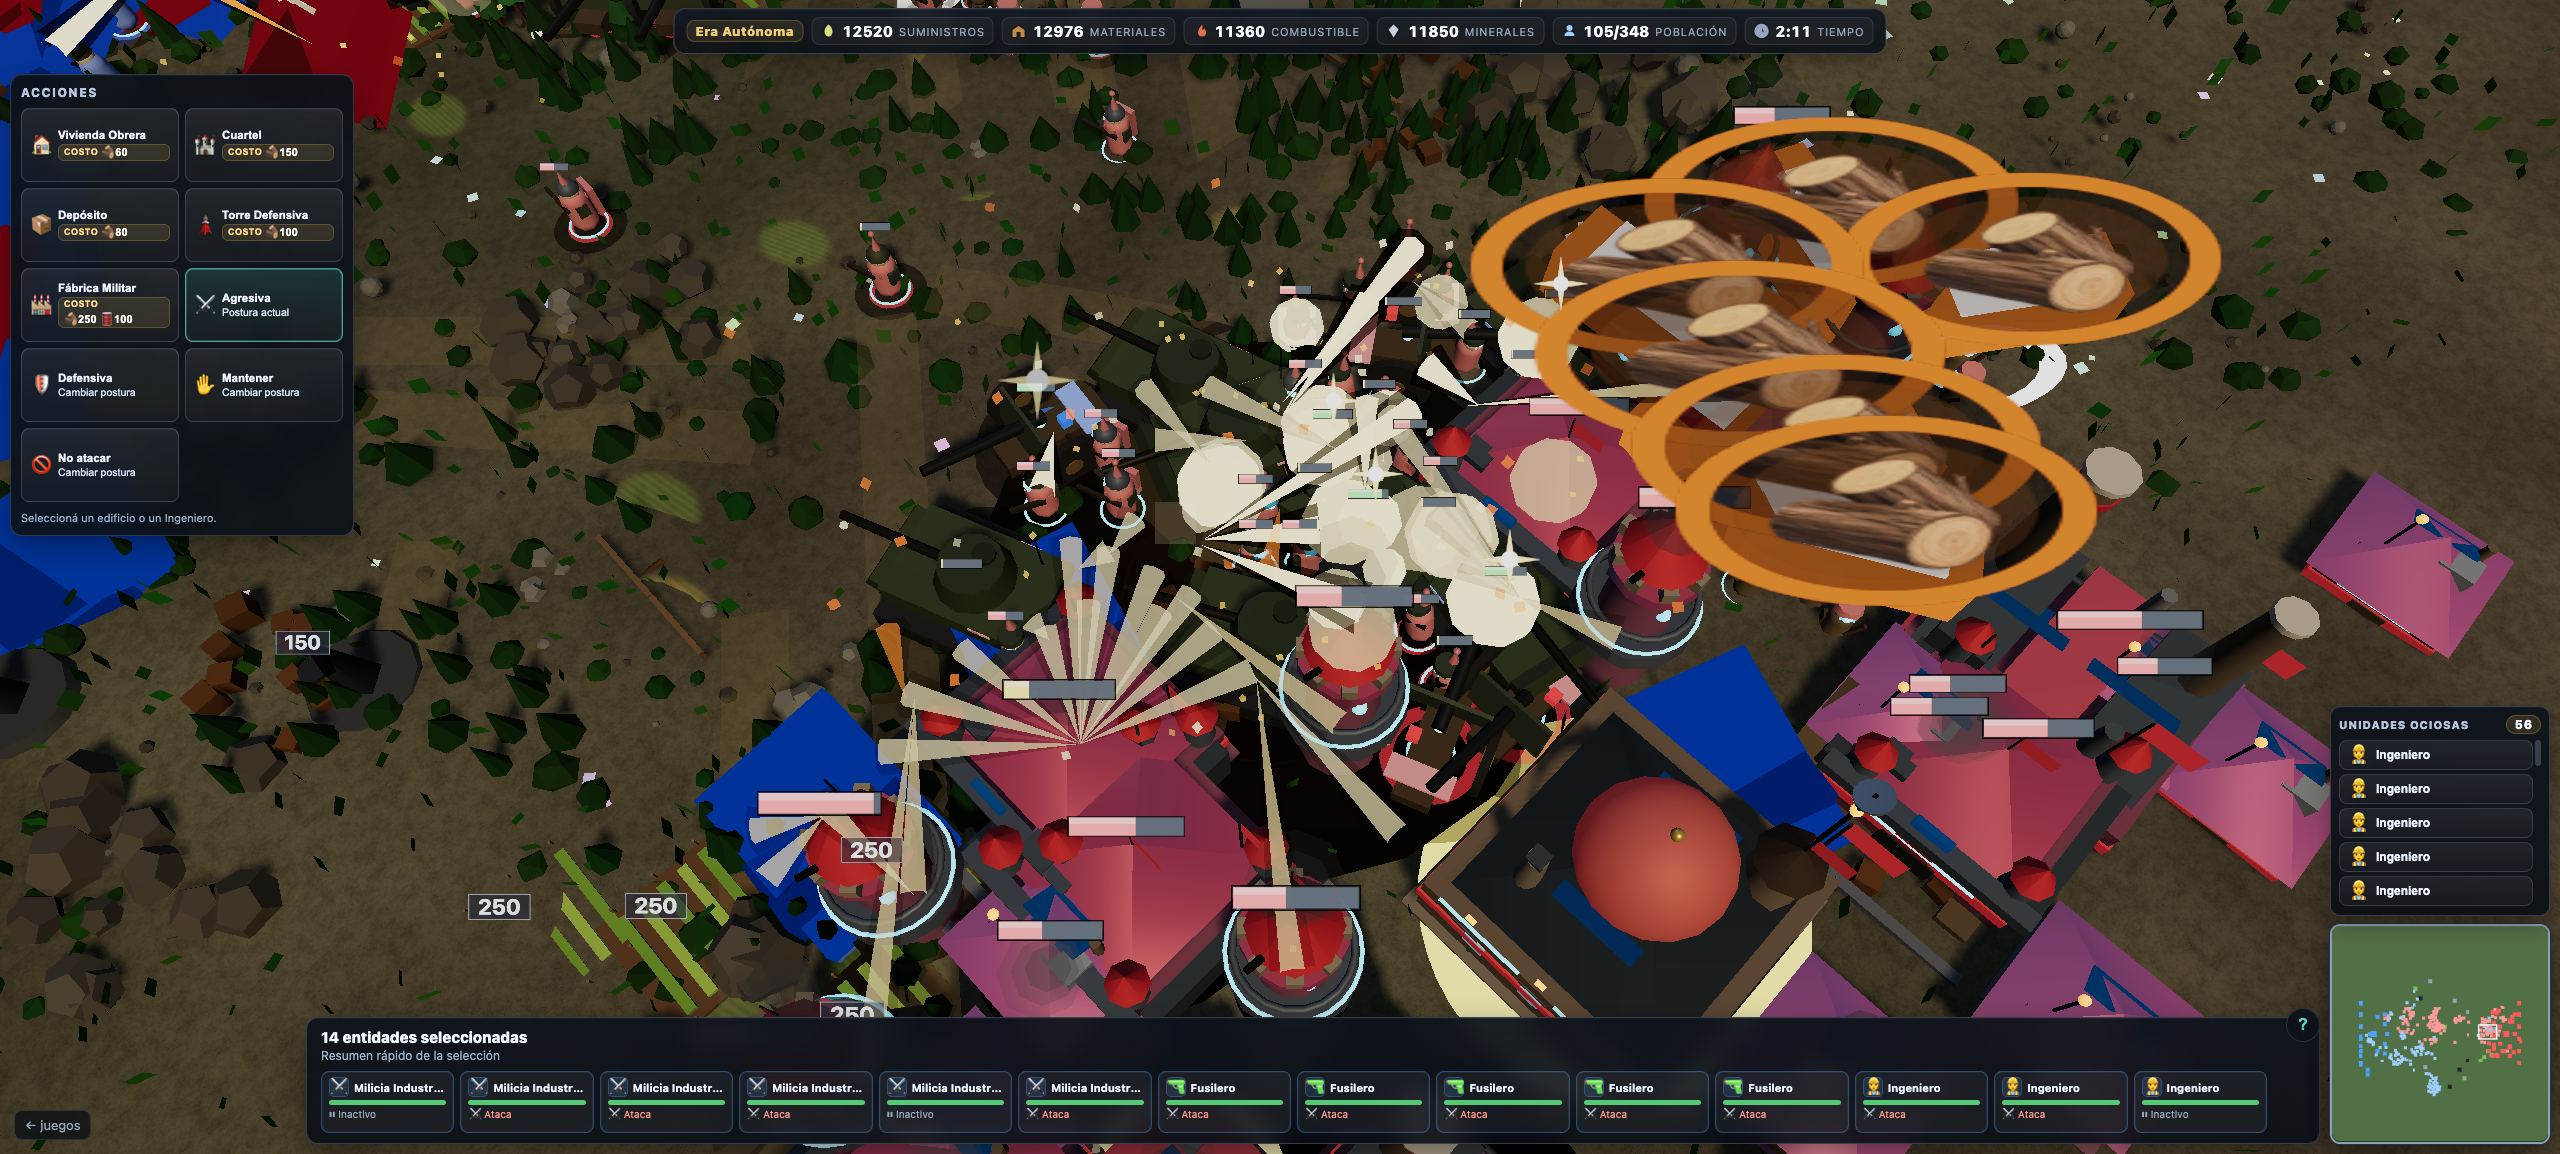 Era Autónoma 12520 SUMINISTROS 12976 MATERIALES 11360 COMBUSTIBLE 11850 MINERALES 105/348 POBLACIÓN 2:11 TIEMPO
ACCIONES
Vivienda Obrera
COSTO 60
Cuartel
COSTO 150
Depósito
COSTO 80
Torre Defensiva
COSTO 100
Fábrica Militar
COSTO
250 100
Agresiva
Postura actual
Defensiva
Cambiar postura
Mantener
Cambiar postura
No atacar
Cambiar postura
Seleccioná un edificio o un Ingeniero.
150
250
250
250
250
UNIDADES OCIOSAS 56
Ingeniero
Ingeniero
Ingeniero
Ingeniero
Ingeniero
14 entidades seleccionadas
Resumen rápido de la selección
?
Milicia Industr...
Inactivo
Milicia Industr...
Ataca
Milicia Industr...
Ataca
Milicia Industr...
Ataca
Milicia Industr...
Inactivo
Milicia Industr...
Ataca
Fusilero
Ataca
Fusilero
Ataca
Fusilero
Ataca
Fusilero
Ataca
Fusilero
Ataca
Ingeniero
Ataca
Ingeniero
Ataca
Ingeniero
Inactivo
← juegos